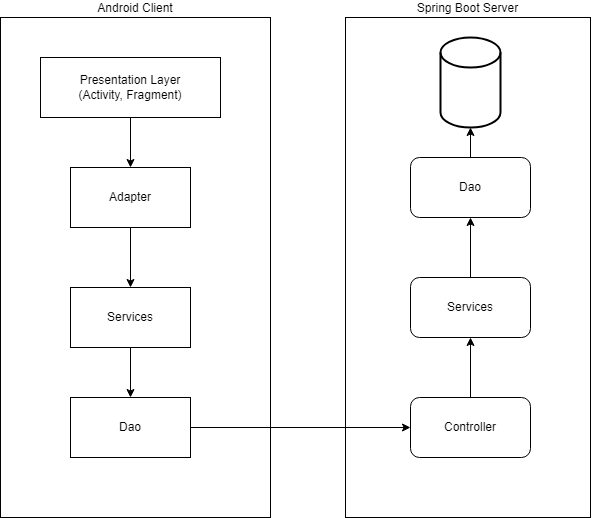 Android Client
Presentation Layer
(Activity, Fragment)
Adapter
Services
Dao
Spring Boot Server
Dao
Services
Controller